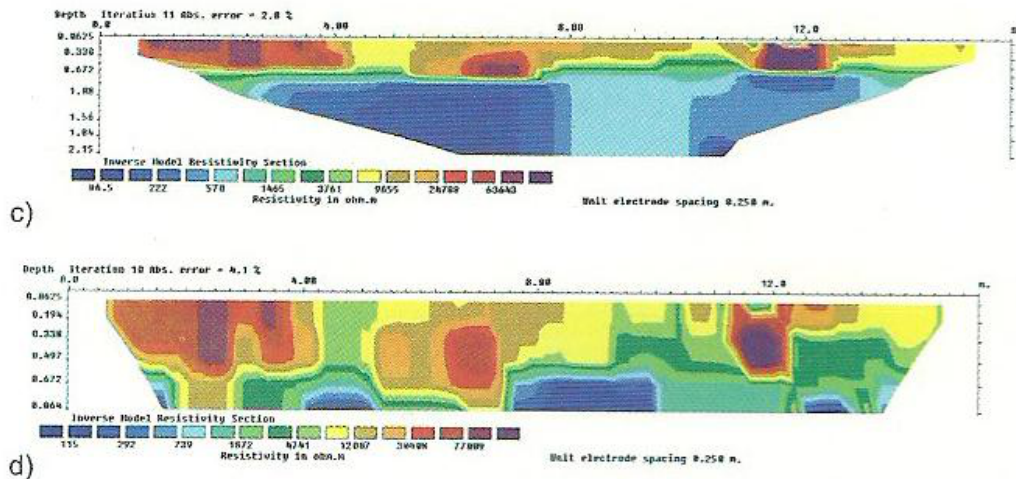 Depth Iteration 11 Abs. error = 2.8 %
0.0 4.00 8.00 12.0 m
0.0625
0.338
0.672
1.08
1.56
1.84
2.15
Inverse Model Resistivity Section
86.5 222 570 1465 3761 9655 24788 63643
Resistivity in ohm.m
Unit electrode spacing 0.250 m.
c)
Depth Iteration 10 Abs. error = 4.1 %
0.0 4.00 8.00 12.0 m.
0.0625
0.194
0.338
0.497
0.672
0.864
Inverse Model Resistivity Section
115 292 739 1872 4741 12007 30408 77009
Resistivity in ohm.m
Unit electrode spacing 0.250 m.
d)